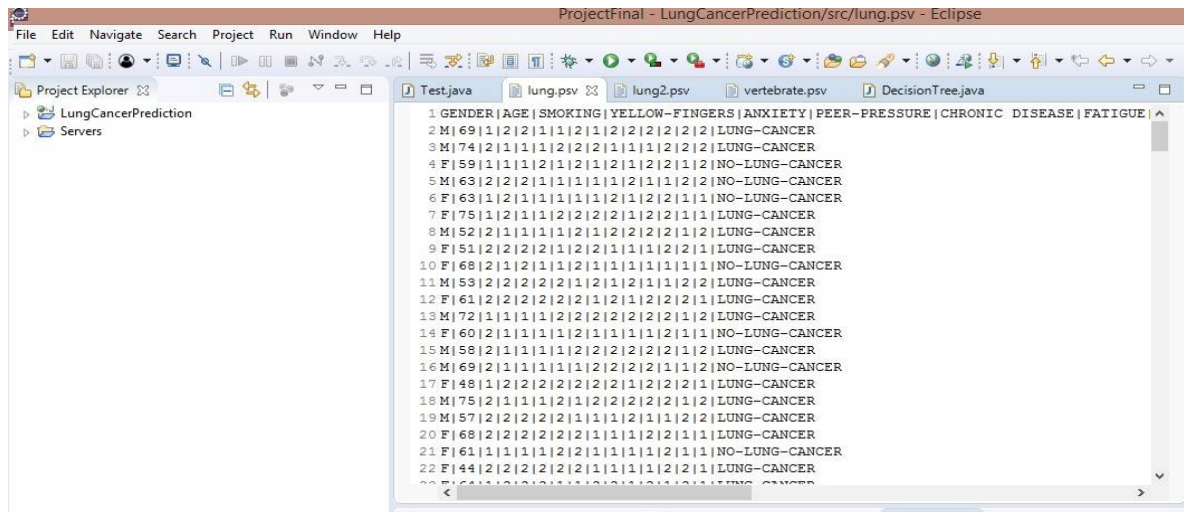 ProjectFinal - LungCancerPrediction/src/lung.psv - Eclipse
File Edit Navigate Search Project Run Window Help
Project Explorer
Test.java lung.psv lung2.psv vertebrate.psv DecisionTree.java
LungCancerPrediction
Servers
1 GENDER|AGE|SMOKING|YELLOW-FINGERS|ANXIETY|PEER-PRESSURE|CHRONIC DISEASE|FATIGUE|
2 M|69|1|2|2|1|1|2|1|2|2|2|2|2|2|LUNG-CANCER
3 M|74|2|1|1|1|2|2|2|1|1|1|2|2|2|LUNG-CANCER
4 F|59|1|1|1|2|1|2|1|2|1|2|2|1|2|NO-LUNG-CANCER
5 M|63|2|2|2|1|1|1|1|1|2|1|1|2|2|NO-LUNG-CANCER
6 F|63|1|2|1|1|1|1|1|2|1|2|2|1|1|NO-LUNG-CANCER
7 F|75|1|2|1|1|2|2|2|2|1|2|2|1|1|LUNG-CANCER
8 M|52|2|1|1|1|1|2|1|2|2|2|2|1|2|LUNG-CANCER
9 F|51|2|2|2|2|1|2|2|1|1|1|2|2|1|LUNG-CANCER
10 F|68|2|1|2|1|1|2|1|1|1|1|1|1|1|NO-LUNG-CANCER
11 M|53|2|2|2|2|2|1|2|1|2|1|1|2|2|LUNG-CANCER
12 F|61|2|2|2|2|2|2|1|2|1|2|2|2|1|LUNG-CANCER
13 M|72|1|1|1|1|2|2|2|2|2|2|2|1|2|LUNG-CANCER
14 F|60|2|1|1|1|1|2|1|1|1|1|2|1|1|NO-LUNG-CANCER
15 M|58|2|1|1|1|1|2|2|2|2|2|2|1|2|LUNG-CANCER
16 M|69|2|1|1|1|1|1|2|2|2|2|1|1|2|NO-LUNG-CANCER
17 F|48|1|2|2|2|2|2|2|2|1|2|2|2|1|LUNG-CANCER
18 M|75|2|1|1|1|2|1|2|2|2|2|2|1|2|LUNG-CANCER
19 M|57|2|2|2|2|2|1|1|1|2|1|1|2|2|LUNG-CANCER
20 F|68|2|2|2|2|2|2|1|1|1|2|2|1|1|LUNG-CANCER
21 F|61|1|1|1|1|2|2|1|1|1|1|2|1|1|NO-LUNG-CANCER
22 F|44|2|2|2|2|2|2|1|1|1|1|2|2|1|LUNG-CANCER